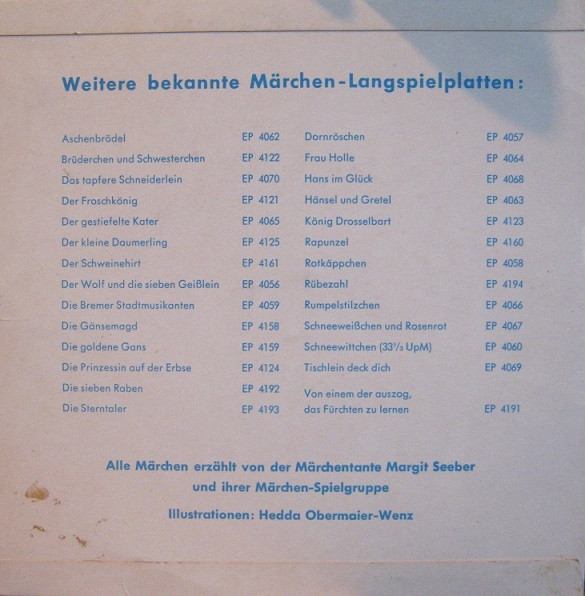 Weitere bekannte Märchen-Langspielplatten:
Aschenbrödel EP 4062
Brüderchen und Schwesterchen EP 4122
Das tapfere Schneiderlein EP 4070
Der Froschkönig EP 4121
Der gestiefelte Kater EP 4065
Der kleine Daumerling EP 4125
Der Schweinehirt EP 4161
Der Wolf und die sieben Geißlein EP 4056
Die Bremer Stadtmusikanten EP 4059
Die Gänsemagd EP 4158
Die goldene Gans EP 4159
Die Prinzessin auf der Erbse EP 4124
Die sieben Raben EP 4192
Die Sterntaler EP 4193
Dornröschen EP 4057
Frau Holle EP 4064
Hans im Glück EP 4068
Hänsel und Gretel EP 4063
König Drosselbart EP 4123
Rapunzel EP 4160
Rotkäppchen EP 4058
Rübezahl EP 4194
Rumpelstilzchen EP 4066
Schneeweißchen und Rosenrot EP 4067
Schneewittchen (33⅓ UpM) EP 4060
Tischlein deck dich EP 4069
Von einem der auszog,
das Fürchten zu lernen EP 4191
Alle Märchen erzählt von der Märchentante Margit Seeber
und ihrer Märchen-Spielgruppe
Illustrationen: Hedda Obermaier-Wenz